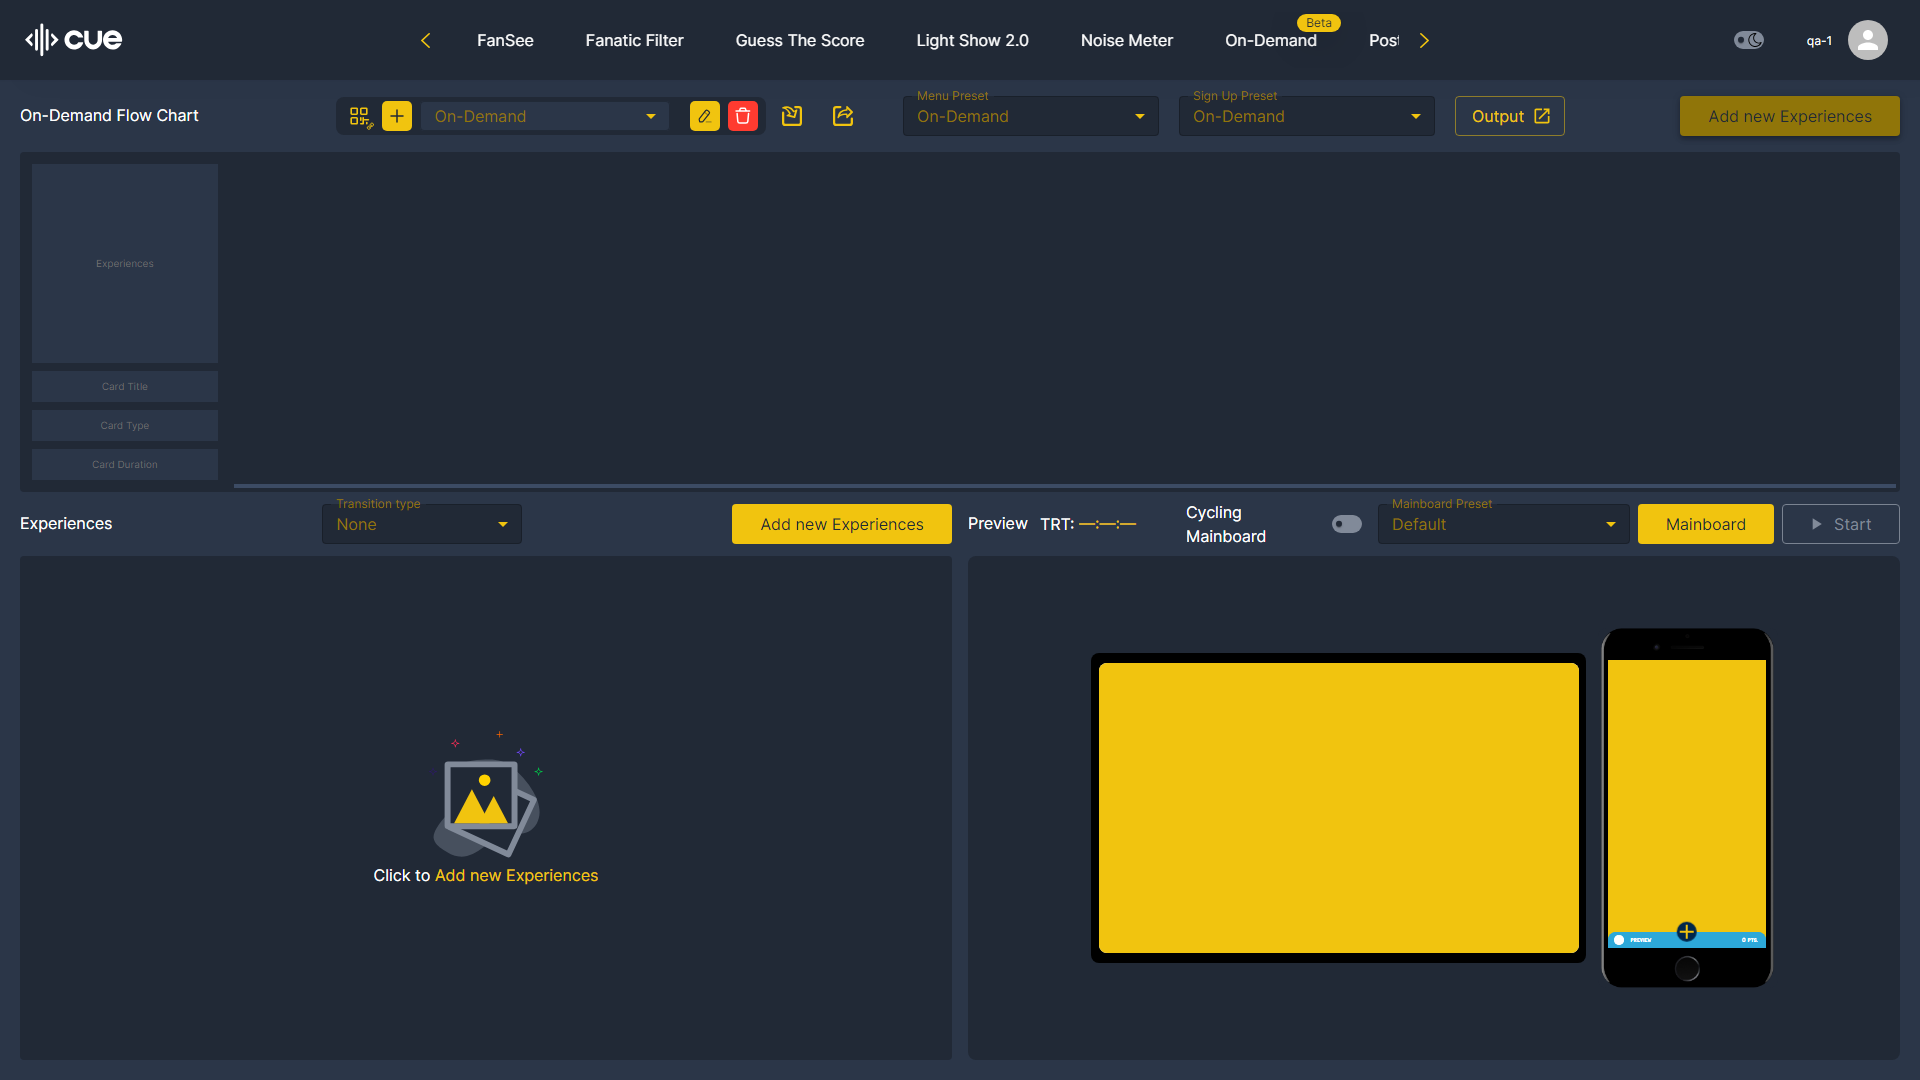 cue
FanSee
Fanatic Filter
Guess The Score
Light Show 2.0
Noise Meter
On-Demand
Beta
Pos
qa-1
On-Demand Flow Chart
On-Demand
Menu Preset
On-Demand
Sign Up Preset
On-Demand
Output
Add new Experiences
Experiences
Card Title
Card Type
Card Duration
Experiences
Transition type
None
Add new Experiences
Preview
TRT: —:—:—
Cycling
Mainboard
Mainboard Preset
Default
Mainboard
Start
Click to Add new Experiences
PREVIEW
0 PTS.